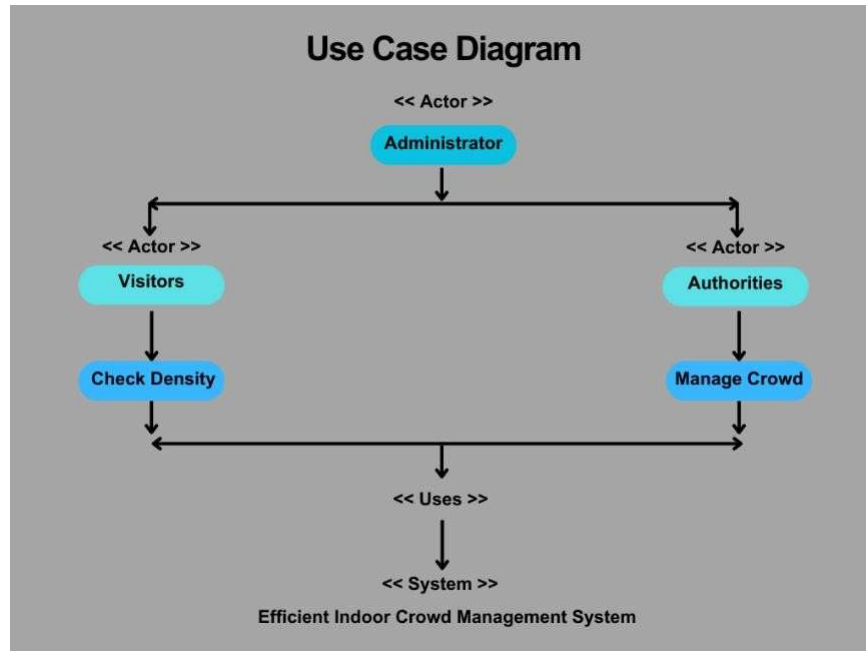 Use Case Diagram
<< Actor >>
Administrator
<< Actor >>
<< Actor >>
Visitors
Authorities
Check Density
Manage Crowd
<< Uses >>
<< System >>
Efficient Indoor Crowd Management System